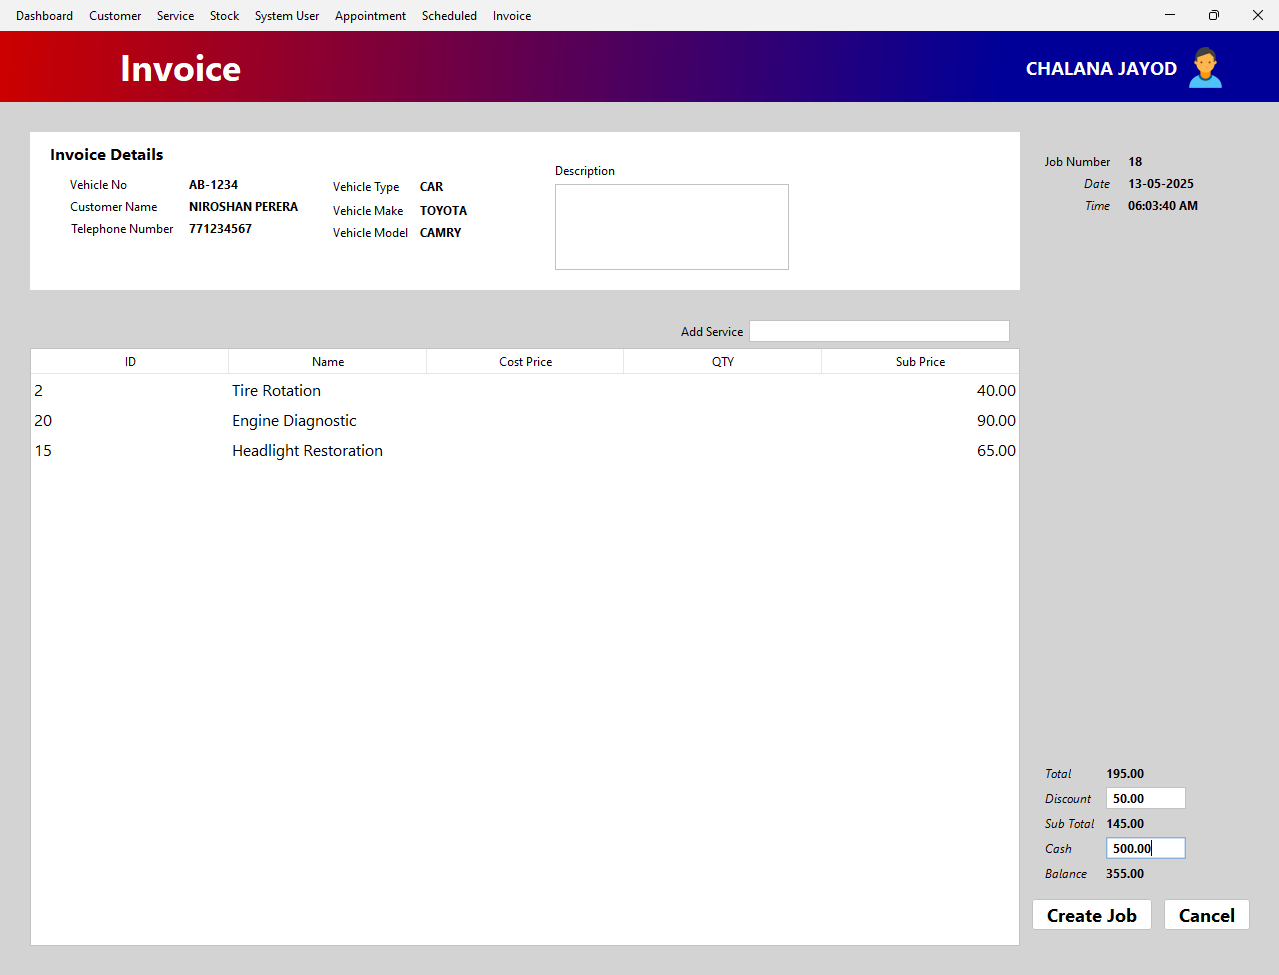 Dashboard Customer Service Stock System User Appointment Scheduled Invoice
Invoice
CHALANA JAYOD
Invoice Details
Vehicle No AB-1234
Customer Name NIROSHAN PERERA
Telephone Number 771234567
Vehicle Type CAR
Vehicle Make TOYOTA
Vehicle Model CAMRY
Description
Job Number 18
Date 13-05-2025
Time 06:03:40 AM
Add Service
ID Name Cost Price QTY Sub Price
2 Tire Rotation 40.00
20 Engine Diagnostic 90.00
15 Headlight Restoration 65.00
Total 195.00
Discount 50.00
Sub Total 145.00
Cash 500.00
Balance 355.00
Create Job Cancel